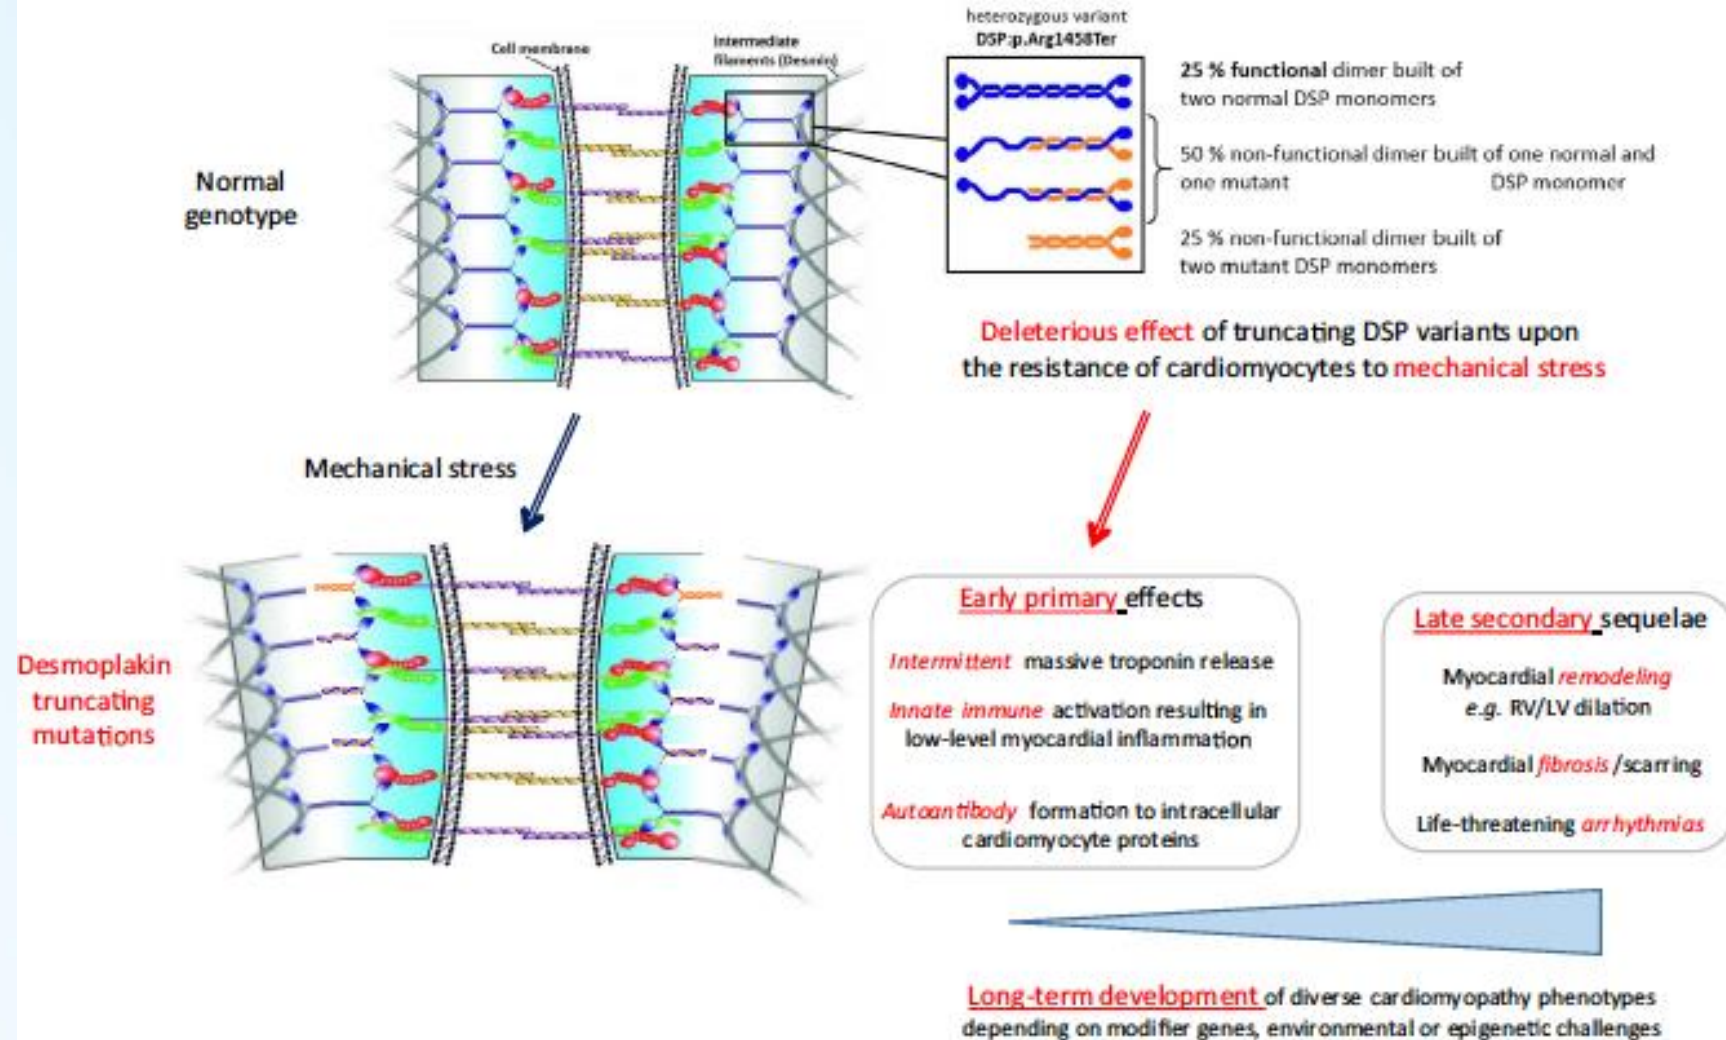 heterozygous variant
DSP:p.Arg1458Ter
Cell membrane
Intermediate
filaments (Desmin)
25 % functional dimer built of
two normal DSP monomers
50 % non-functional dimer built of one normal and
one mutant DSP monomer
25 % non-functional dimer built of
two mutant DSP monomers
Normal
genotype
Deleterious effect of truncating DSP variants upon
the resistance of cardiomyocytes to mechanical stress
Mechanical stress
Desmoplakin
truncating
mutations
Early primary effects
Intermittent massive troponin release
Innate immune activation resulting in
low-level myocardial inflammation
Autoantibody formation to intracellular
cardiomyocyte proteins
Late secondary sequelae
Myocardial remodeling
e.g. RV/LV dilation
Myocardial fibrosis/scarring
Life-threatening arrhythmias
Long-term development of diverse cardiomyopathy phenotypes
depending on modifier genes, environmental or epigenetic challenges